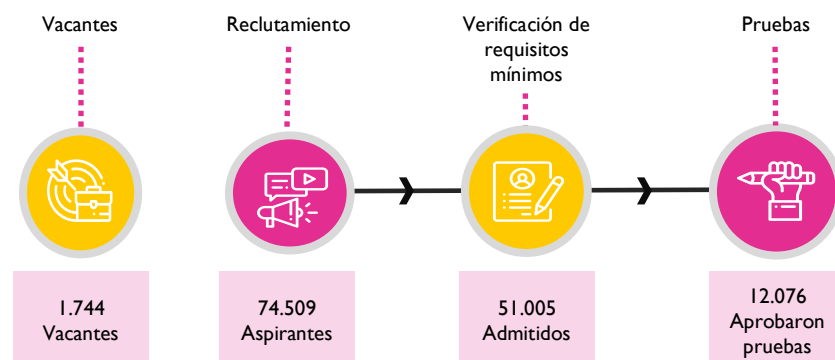 Vacantes
Reclutamiento
Verificación de
requisitos
mínimos
Pruebas
1.744
Vacantes
74.509
Aspirantes
51.005
Admitidos
12.076
Aprobaron
pruebas